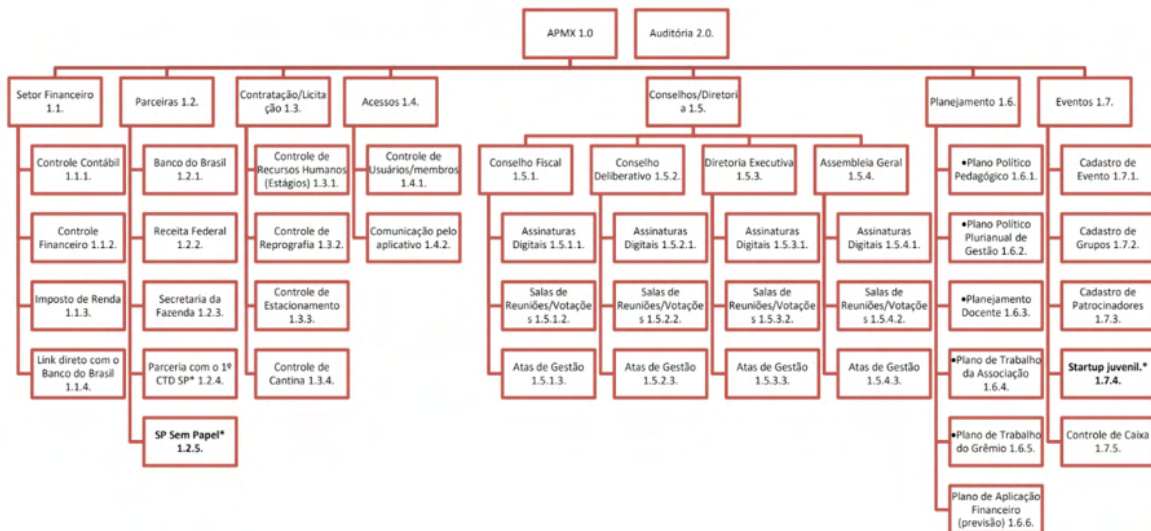 APMX 1.0
Auditória 2.0.
Setor Financeiro
1.1.
Parceiras 1.2.
Contratação/Licita
ção 1.3.
Acessos 1.4.
Conselhos/Diretori
a 1.5.
Planejamento 1.6.
Eventos 1.7.
Controle Contábil
1.1.1.
Controle
Financeiro 1.1.2.
Imposto de Renda
1.1.3.
Link direto com o
Banco do Brasil
1.1.4.
Banco do Brasil
1.2.1.
Receita Federal
1.2.2.
Secretaria da
Fazenda 1.2.3.
Parceria com o 1º
CTD SP* 1.2.4.
SP Sem Papel*
1.2.5.
Controle de
Recursos Humanos
(Estágios) 1.3.1.
Controle de
Reprografia 1.3.2.
Controle de
Estacionamento
1.3.3.
Controle de
Cantina 1.3.4.
Controle de
Usuários/membros
1.4.1.
Comunicação pelo
aplicativo 1.4.2.
Conselho Fiscal
1.5.1.
Assinaturas
Digitais 1.5.1.1.
Salas de
Reuniões/Votaçõe
s 1.5.1.2.
Atas de Gestão
1.5.1.3.
Conselho
Deliberativo 1.5.2.
Assinaturas
Digitais 1.5.2.1.
Salas de
Reuniões/Votaçõe
s 1.5.2.2.
Atas de Gestão
1.5.2.3.
Diretoria Executiva
1.5.3.
Assinaturas
Digitais 1.5.3.1.
Salas de
Reuniões/Votaçõe
s 1.5.3.2.
Atas de Gestão
1.5.3.3.
Assembleia Geral
1.5.4.
Assinaturas
Digitais 1.5.4.1.
Salas de
Reuniões/Votaçõe
s 1.5.4.2.
Atas de Gestão
1.5.4.3.
•Plano Político
Pedagógico 1.6.1.
•Plano Político
Plurianual de
Gestão 1.6.2.
•Planejamento
Docente 1.6.3.
•Plano de Trabalho
da Associação
1.6.4.
•Plano de Trabalho
do Grêmio 1.6.5.
Plano de Aplicação
Financeiro
(previsão) 1.6.6.
Cadastro de
Evento 1.7.1.
Cadastro de
Grupos 1.7.2.
Cadastro de
Patrocinadores
1.7.3.
Startup juvenil.*
1.7.4.
Controle de Caixa
1.7.5.